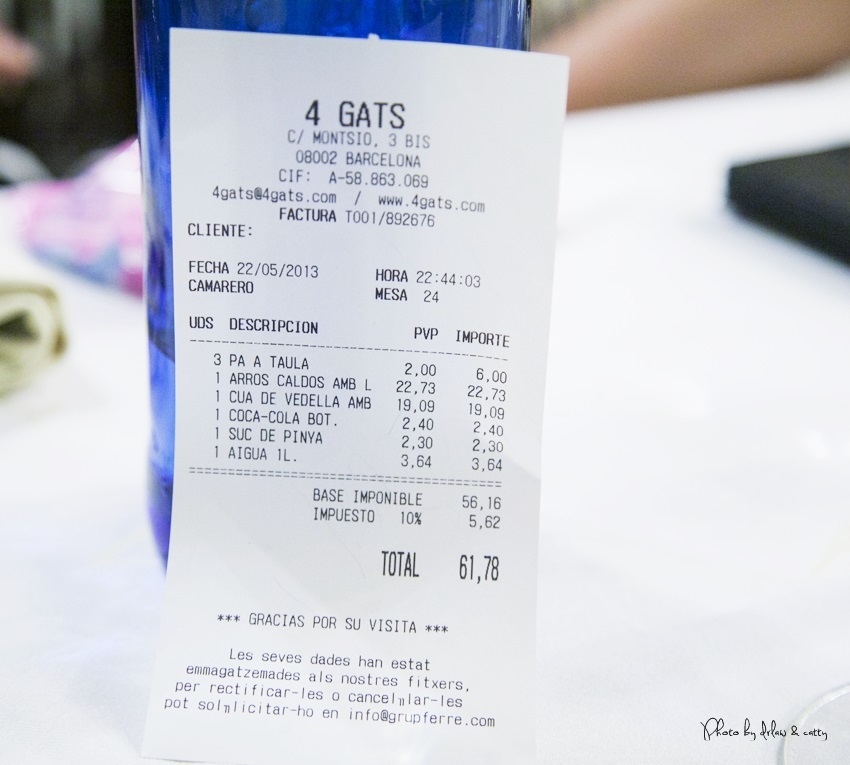 4 GATS
C/ MONTSIO, 3 BIS
08002 BARCELONA
CIF: A-58.863.069
4gats@4gats.com / www.4gats.com
FACTURA T001/892676
CLIENTE:
FECHA 22/05/2013 HORA 22:44:03
CAMARERO MESA 24
UDS DESCRIPCION PVP IMPORTE
3 PA A TAULA 2,00 6,00
1 ARROS CALDOS AMB L 22,73 22,73
1 CUA DE VEDELLA AMB 19,09 19,09
1 COCA-COLA BOT. 2,40 2,40
1 SUC DE PINYA 2,30 2,30
1 AIGUA 1L. 3,64 3,64
BASE IMPONIBLE 56,16
IMPUESTO 10% 5,62
TOTAL 61,78
*** GRACIAS POR SU VISITA ***
Les seves dades han estat
emmagatzemades als nostres fitxers,
per rectificar-les o cancel╖lar-les
pot sol╖licitar-ho en info@grupferre.com
Photo by drlaw & catty